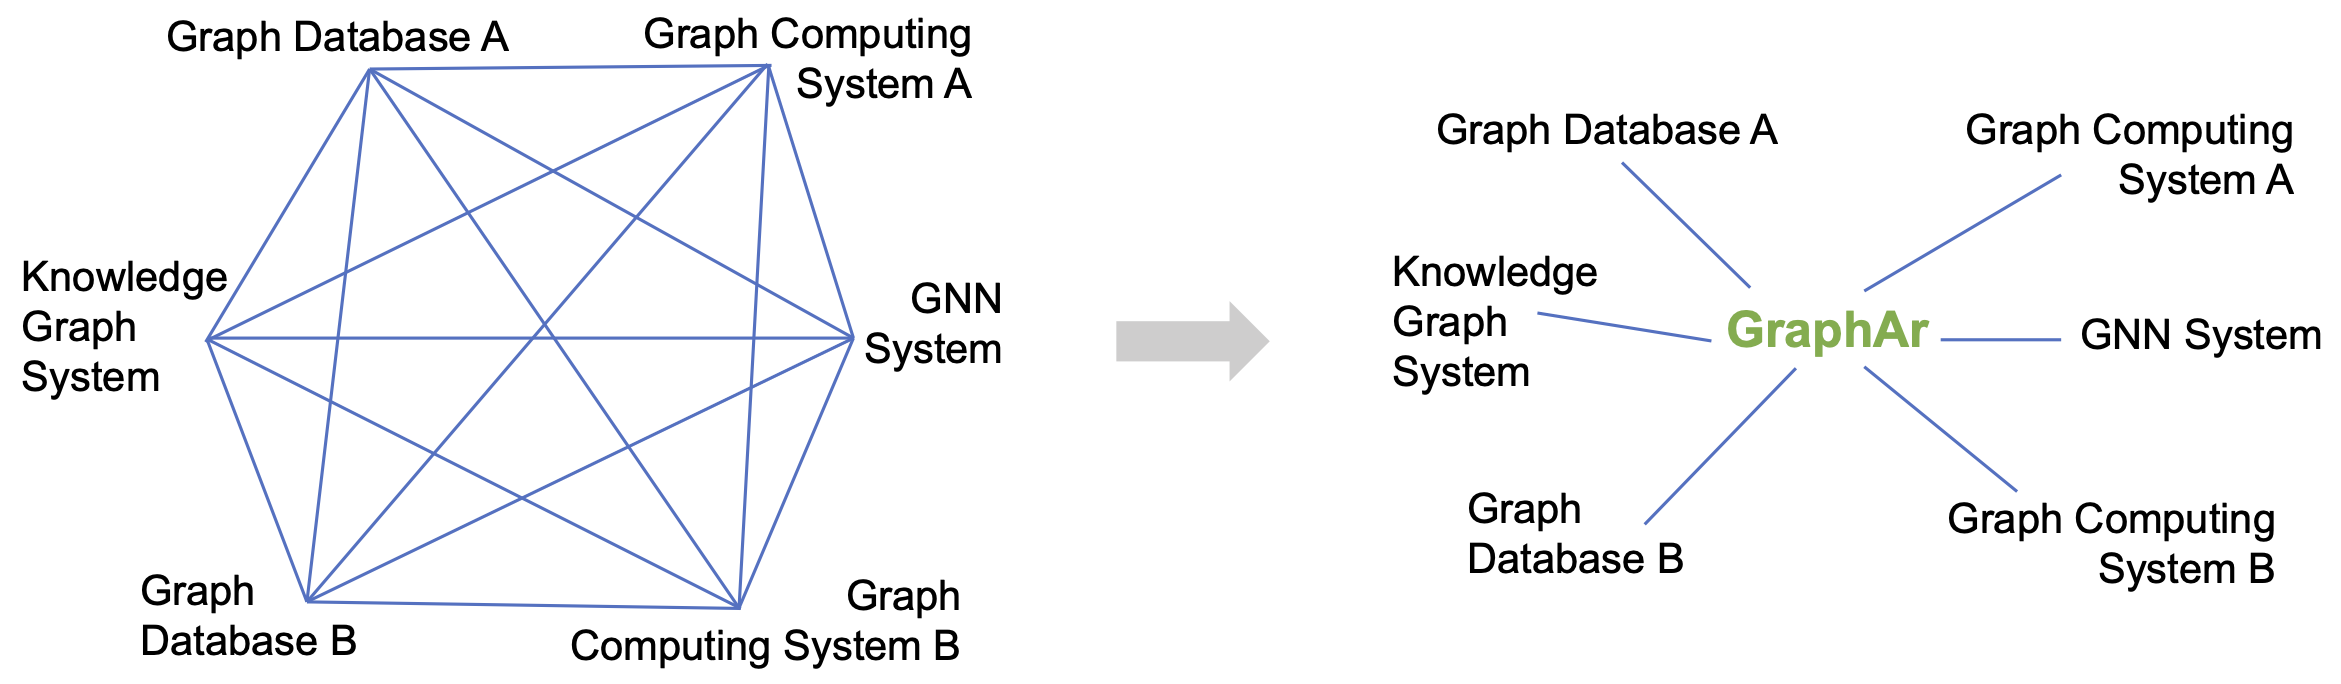 Graph Database A
Graph Computing
System A
Knowledge
Graph
System
GNN
System
Graph
Database B
Graph
Computing System B
Graph Database A
Graph Computing
System A
Knowledge
Graph
System
GraphAr
GNN System
Graph
Database B
Graph Computing
System B